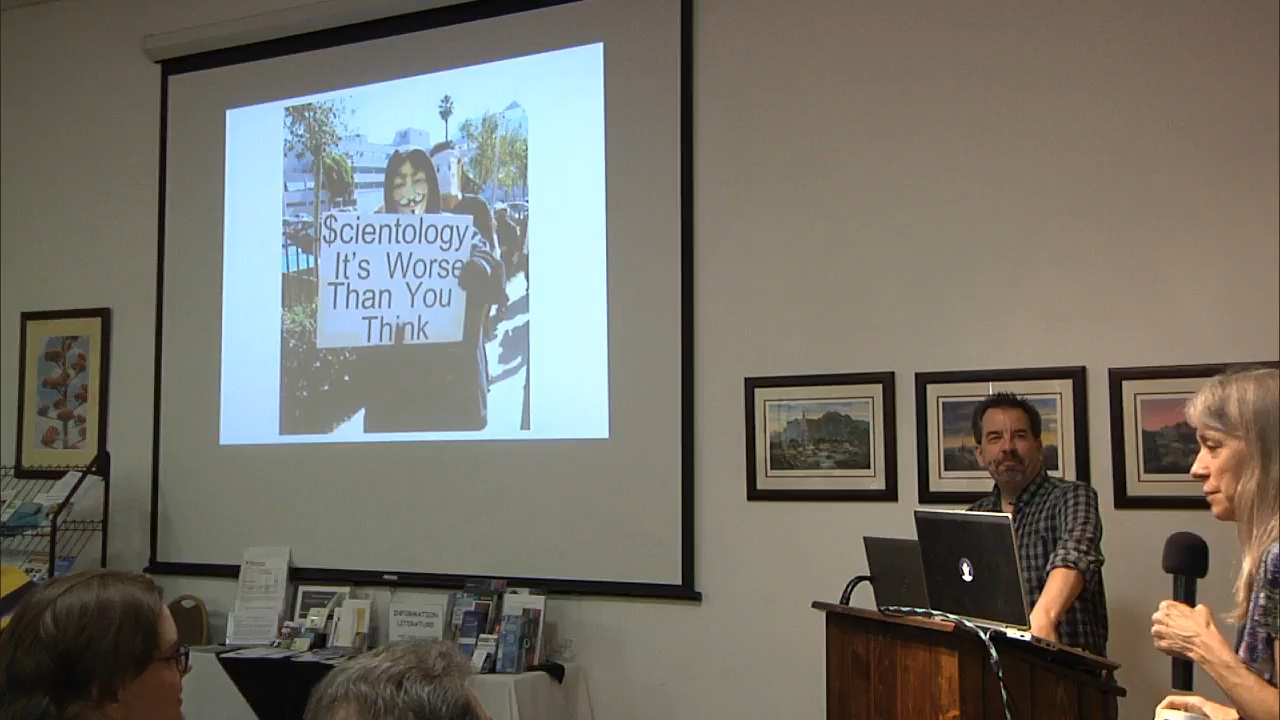 $cientology
It's Worse
Than You
Think
INFORMATION
LITERATURE